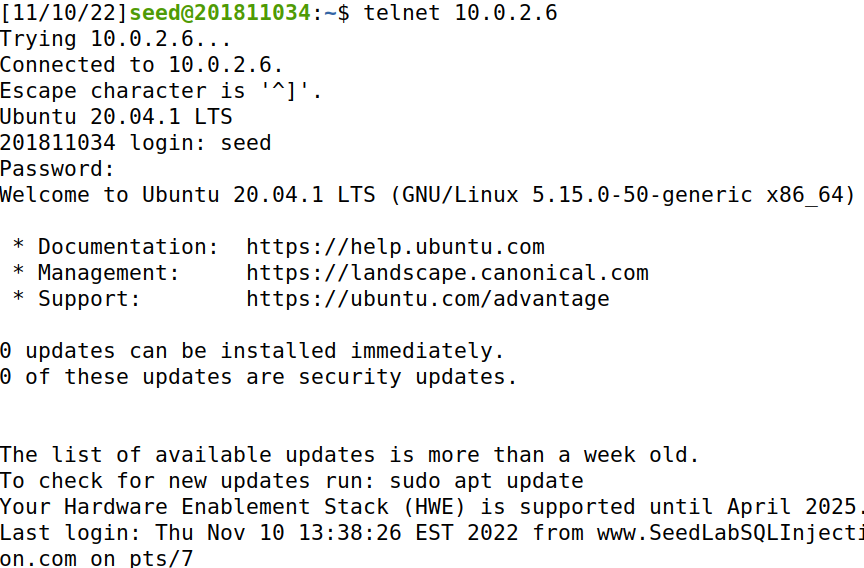 [11/10/22]seed@201811034:~$ telnet 10.0.2.6
Trying 10.0.2.6...
Connected to 10.0.2.6.
Escape character is '^]'.
Ubuntu 20.04.1 LTS
201811034 login: seed
Password:
Welcome to Ubuntu 20.04.1 LTS (GNU/Linux 5.15.0-50-generic x86_64)
* Documentation:  https://help.ubuntu.com
* Management:     https://landscape.canonical.com
* Support:        https://ubuntu.com/advantage
0 updates can be installed immediately.
0 of these updates are security updates.
The list of available updates is more than a week old.
To check for new updates run: sudo apt update
Your Hardware Enablement Stack (HWE) is supported until April 2025.
Last login: Thu Nov 10 13:38:26 EST 2022 from www.SeedLabSQLInjecti
on.com on pts/7